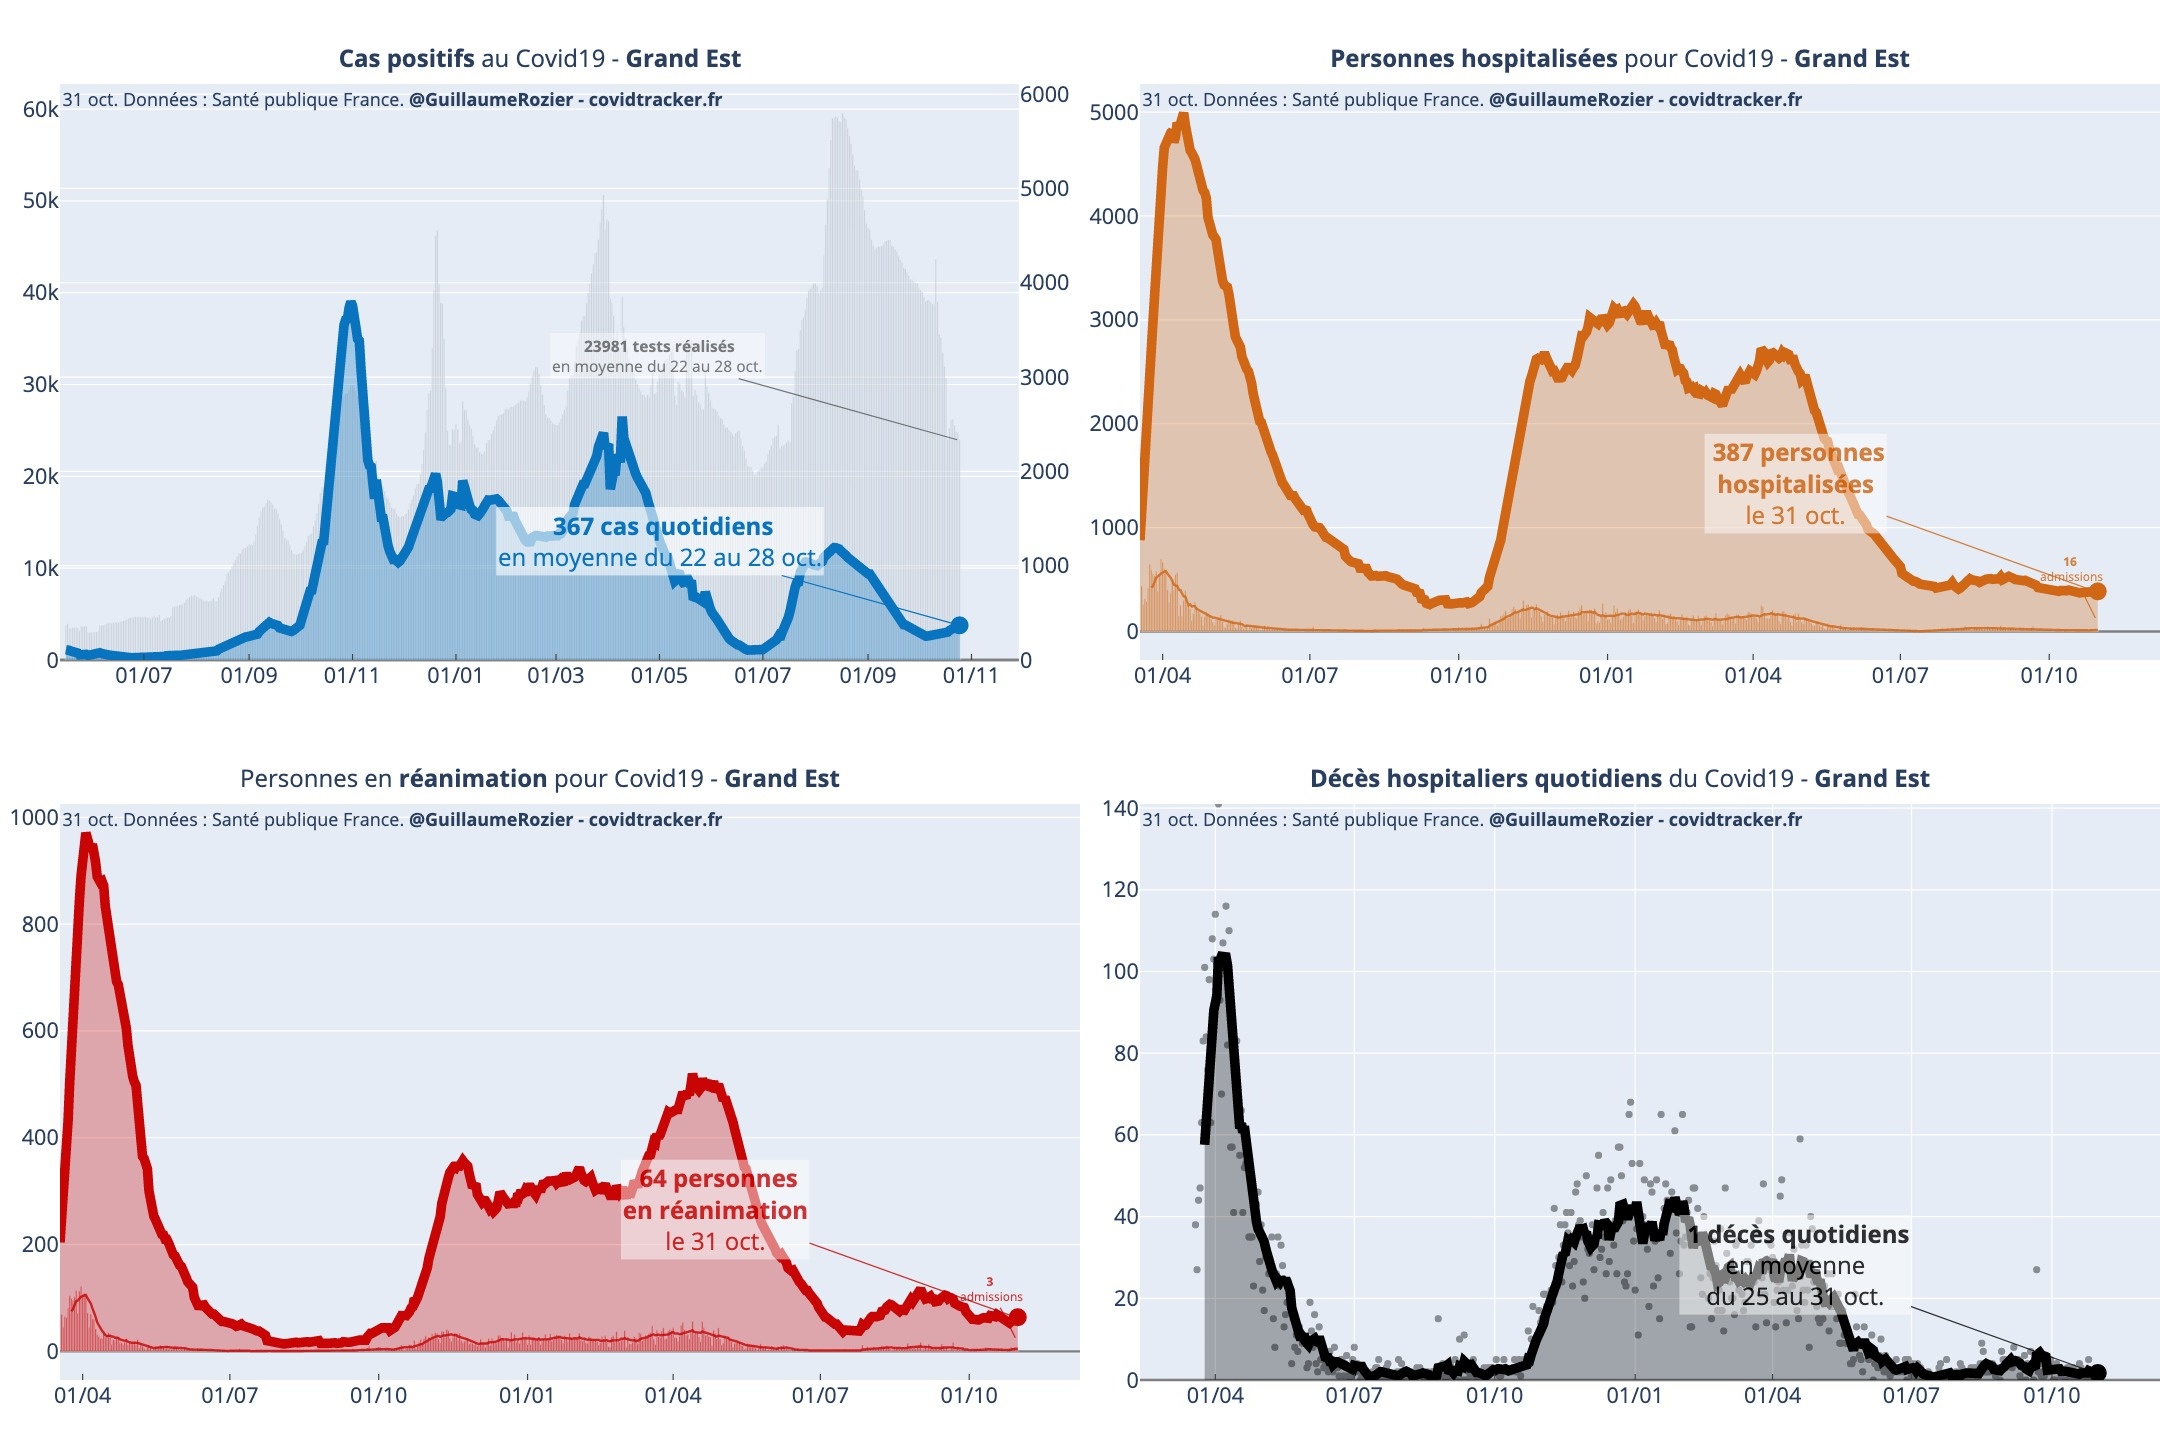 Cas positifs au Covid19 - Grand Est
31 oct. Données : Santé publique France. @GuillaumeRozier - covidtracker.fr
60k
50k
40k
30k
20k
10k
0
6000
5000
4000
3000
2000
1000
0
23981 tests réalisés
en moyenne du 22 au 28 oct.
367 cas quotidiens
en moyenne du 22 au 28 oct.
01/07 01/09 01/11 01/01 01/03 01/05 01/07 01/09 01/11
Personnes hospitalisées pour Covid19 - Grand Est
31 oct. Données : Santé publique France. @GuillaumeRozier - covidtracker.fr
5000
4000
3000
2000
1000
0
387 personnes
hospitalisées
le 31 oct.
16
admissions
01/04 01/07 01/10 01/01 01/04 01/07 01/10
Personnes en réanimation pour Covid19 - Grand Est
31 oct. Données : Santé publique France. @GuillaumeRozier - covidtracker.fr
1000
800
600
400
200
0
64 personnes
en réanimation
le 31 oct.
3
admissions
01/04 01/07 01/10 01/01 01/04 01/07 01/10
Décès hospitaliers quotidiens du Covid19 - Grand Est
31 oct. Données : Santé publique France. @GuillaumeRozier - covidtracker.fr
140
120
100
80
60
40
20
0
1 décès quotidiens
en moyenne
du 25 au 31 oct.
01/04 01/07 01/10 01/01 01/04 01/07 01/10